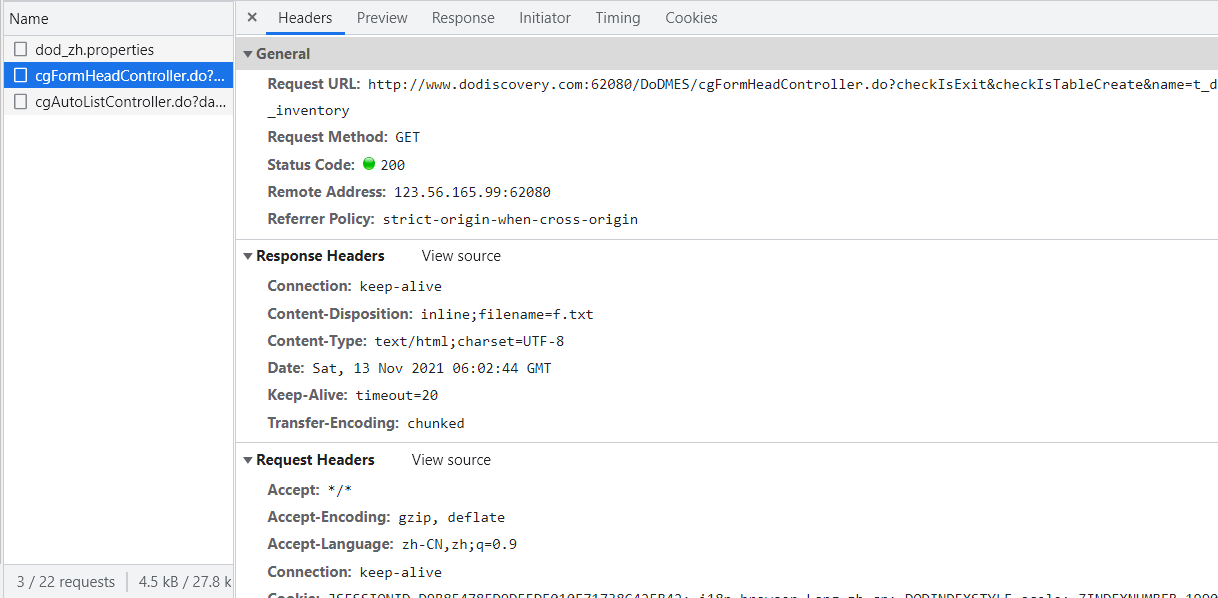 Name
dod_zh.properties
cgFormHeadController.do?...
cgAutoListController.do?da...
3 / 22 requests
4.5 kB / 27.8 k
Headers Preview Response Initiator Timing Cookies
General
Request URL: http://www.dodiscovery.com:62080/DoDMES/cgFormHeadController.do?checkIsExit&checkIsTableCreate&name=t_d
_inventory
Request Method: GET
Status Code: 200
Remote Address: 123.56.165.99:62080
Referrer Policy: strict-origin-when-cross-origin
Response Headers View source
Connection: keep-alive
Content-Disposition: inline;filename=f.txt
Content-Type: text/html;charset=UTF-8
Date: Sat, 13 Nov 2021 06:02:44 GMT
Keep-Alive: timeout=20
Transfer-Encoding: chunked
Request Headers View source
Accept: */*
Accept-Encoding: gzip, deflate
Accept-Language: zh-CN,zh;q=0.9
Connection: keep-alive